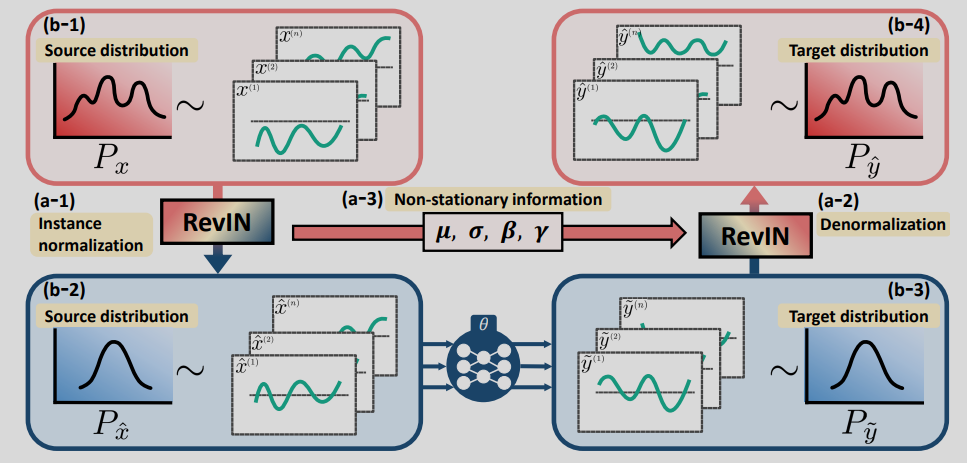 (b-1)
Source distribution
x^(n)
x^(2)
x^(1)
~
P_x
(b-4)
Target distribution
ŷ^(n)
ŷ^(2)
ŷ^(1)
~
P_ŷ
(a-1)
Instance
normalization
RevIN
(a-3) Non-stationary information
μ, σ, β, γ
RevIN
(a-2)
Denormalization
(b-2)
Source distribution
x̂^(n)
x̂^(2)
x̂^(1)
~
P_x̂
θ
(b-3)
Target distribution
ỹ^(n)
ỹ^(2)
ỹ^(1)
~
P_ỹ